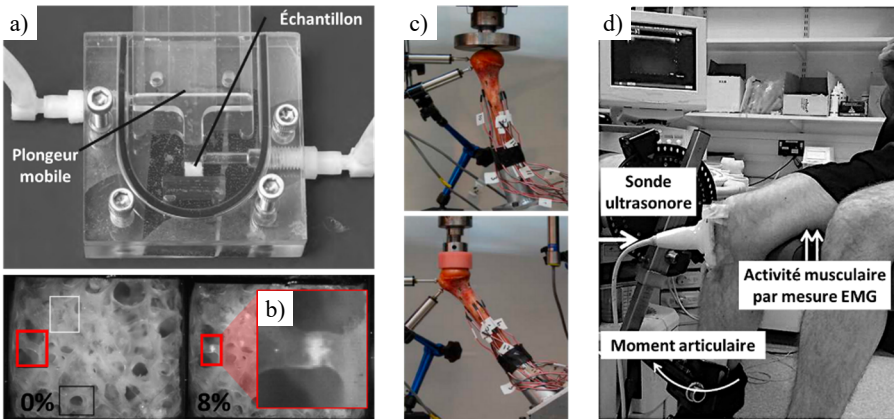 a)
Échantillon
Plongeur
mobile
b)
0%
8%
c)
d)
Sonde
ultrasonore
Activité musculaire
par mesure EMG
Moment articulaire